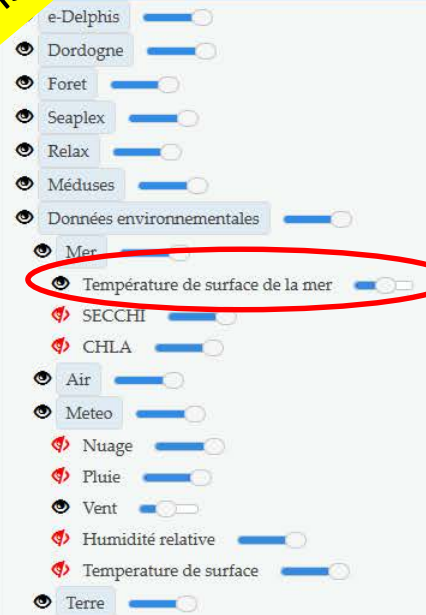 e-Delphis
Dordogne
Foret
Seaplex
Relax
Méduses
Données environnementales
Mer
Température de surface de la mer
SECCHI
CHLA
Air
Meteo
Nuage
Pluie
Vent
Humidité relative
Temperature de surface
Terre